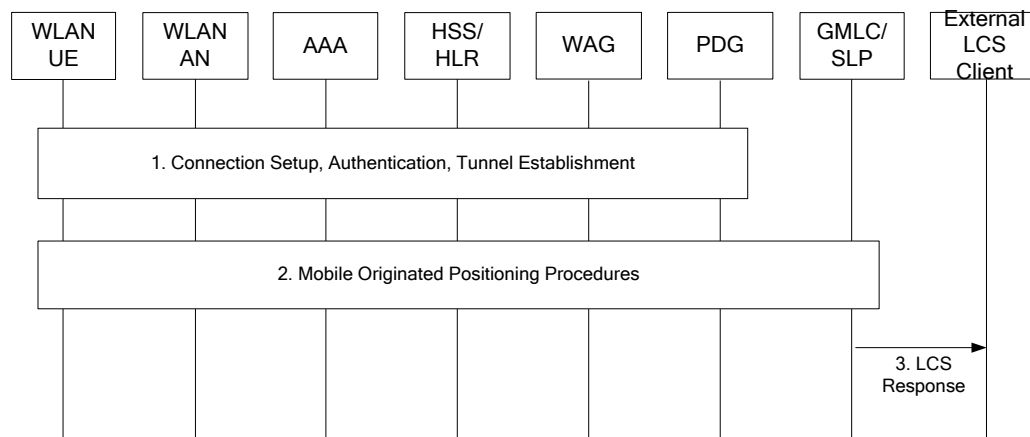 WLAN
UE
WLAN
AN
AAA
HSS/
HLR
WAG
PDG
GMLC/
SLP
External
LCS
Client
1. Connection Setup, Authentication, Tunnel Establishment
2. Mobile Originated Positioning Procedures
3. LCS
Response